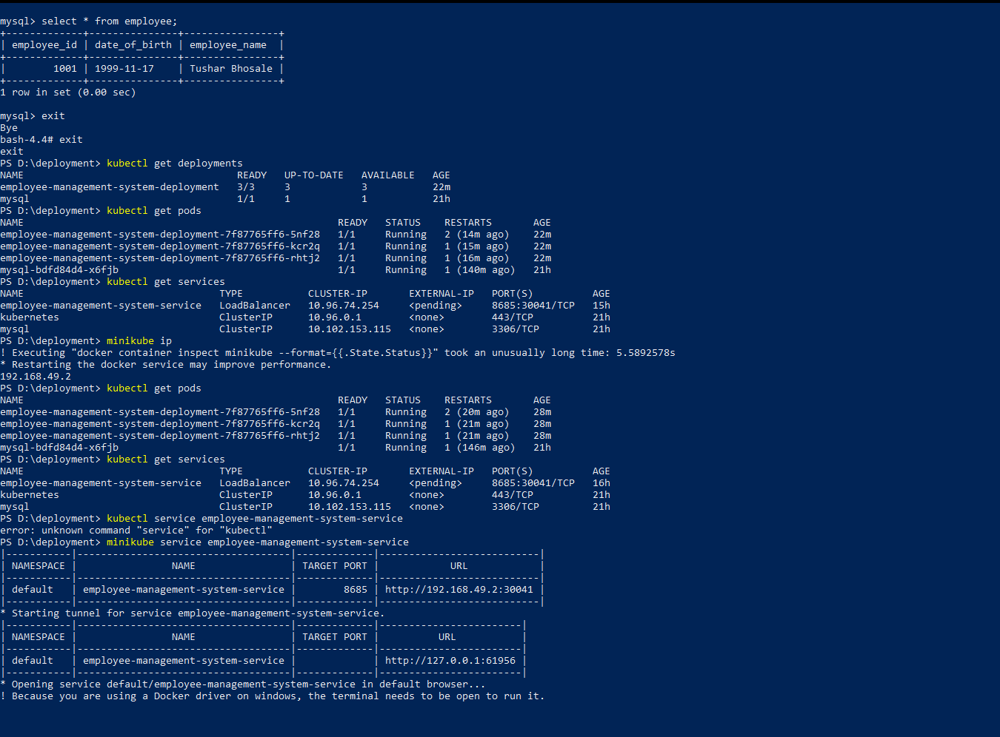 mysql> select * from employee;
+-------------+---------------+----------------+
| employee_id | date_of_birth | employee_name  |
+-------------+---------------+----------------+
|        1001 | 1999-11-17    | Tushar Bhosale |
+-------------+---------------+----------------+
1 row in set (0.00 sec)
mysql> exit
Bye
bash-4.4# exit
exit
PS D:\deployment> kubectl get deployments
NAME                                    READY   UP-TO-DATE   AVAILABLE   AGE
employee-management-system-deployment   3/3     3            3           22m
mysql                                   1/1     1            1           21h
PS D:\deployment> kubectl get pods
NAME                                                     READY   STATUS    RESTARTS       AGE
employee-management-system-deployment-7f87765ff6-5nf28   1/1     Running   2 (14m ago)    22m
employee-management-system-deployment-7f87765ff6-kcr2q   1/1     Running   1 (15m ago)    22m
employee-management-system-deployment-7f87765ff6-rhtj2   1/1     Running   1 (16m ago)    22m
mysql-bdfd84d4-x6fjb                                     1/1     Running   1 (140m ago)   21h
PS D:\deployment> kubectl get services
NAME                                 TYPE           CLUSTER-IP       EXTERNAL-IP   PORT(S)          AGE
employee-management-system-service   LoadBalancer   10.96.74.254     <pending>     8685:30041/TCP   15h
kubernetes                           ClusterIP      10.96.0.1        <none>        443/TCP          21h
mysql                                ClusterIP      10.102.153.115   <none>        3306/TCP         21h
PS D:\deployment> minikube ip
! Executing "docker container inspect minikube --format={{.State.Status}}" took an unusually long time: 5.5892578s
* Restarting the docker service may improve performance.
192.168.49.2
PS D:\deployment> kubectl get pods
NAME                                                     READY   STATUS    RESTARTS       AGE
employee-management-system-deployment-7f87765ff6-5nf28   1/1     Running   2 (20m ago)    28m
employee-management-system-deployment-7f87765ff6-kcr2q   1/1     Running   1 (21m ago)    28m
employee-management-system-deployment-7f87765ff6-rhtj2   1/1     Running   1 (21m ago)    28m
mysql-bdfd84d4-x6fjb                                     1/1     Running   1 (146m ago)   21h
PS D:\deployment> kubectl get services
NAME                                 TYPE           CLUSTER-IP       EXTERNAL-IP   PORT(S)          AGE
employee-management-system-service   LoadBalancer   10.96.74.254     <pending>     8685:30041/TCP   16h
kubernetes                           ClusterIP      10.96.0.1        <none>        443/TCP          21h
mysql                                ClusterIP      10.102.153.115   <none>        3306/TCP         21h
PS D:\deployment> kubectl service employee-management-system-service
error: unknown command "service" for "kubectl"
PS D:\deployment> minikube service employee-management-system-service
|-----------|------------------------------------|-------------|---------------------------|
| NAMESPACE |                NAME                | TARGET PORT |            URL            |
|-----------|------------------------------------|-------------|---------------------------|
| default   | employee-management-system-service |        8685 | http://192.168.49.2:30041 |
|-----------|------------------------------------|-------------|---------------------------|
* Starting tunnel for service employee-management-system-service.
|-----------|------------------------------------|-------------|------------------------|
| NAMESPACE |                NAME                | TARGET PORT |          URL           |
|-----------|------------------------------------|-------------|------------------------|
| default   | employee-management-system-service |             | http://127.0.0.1:61956 |
|-----------|------------------------------------|-------------|------------------------|
* Opening service default/employee-management-system-service in default browser...
! Because you are using a Docker driver on windows, the terminal needs to be open to run it.